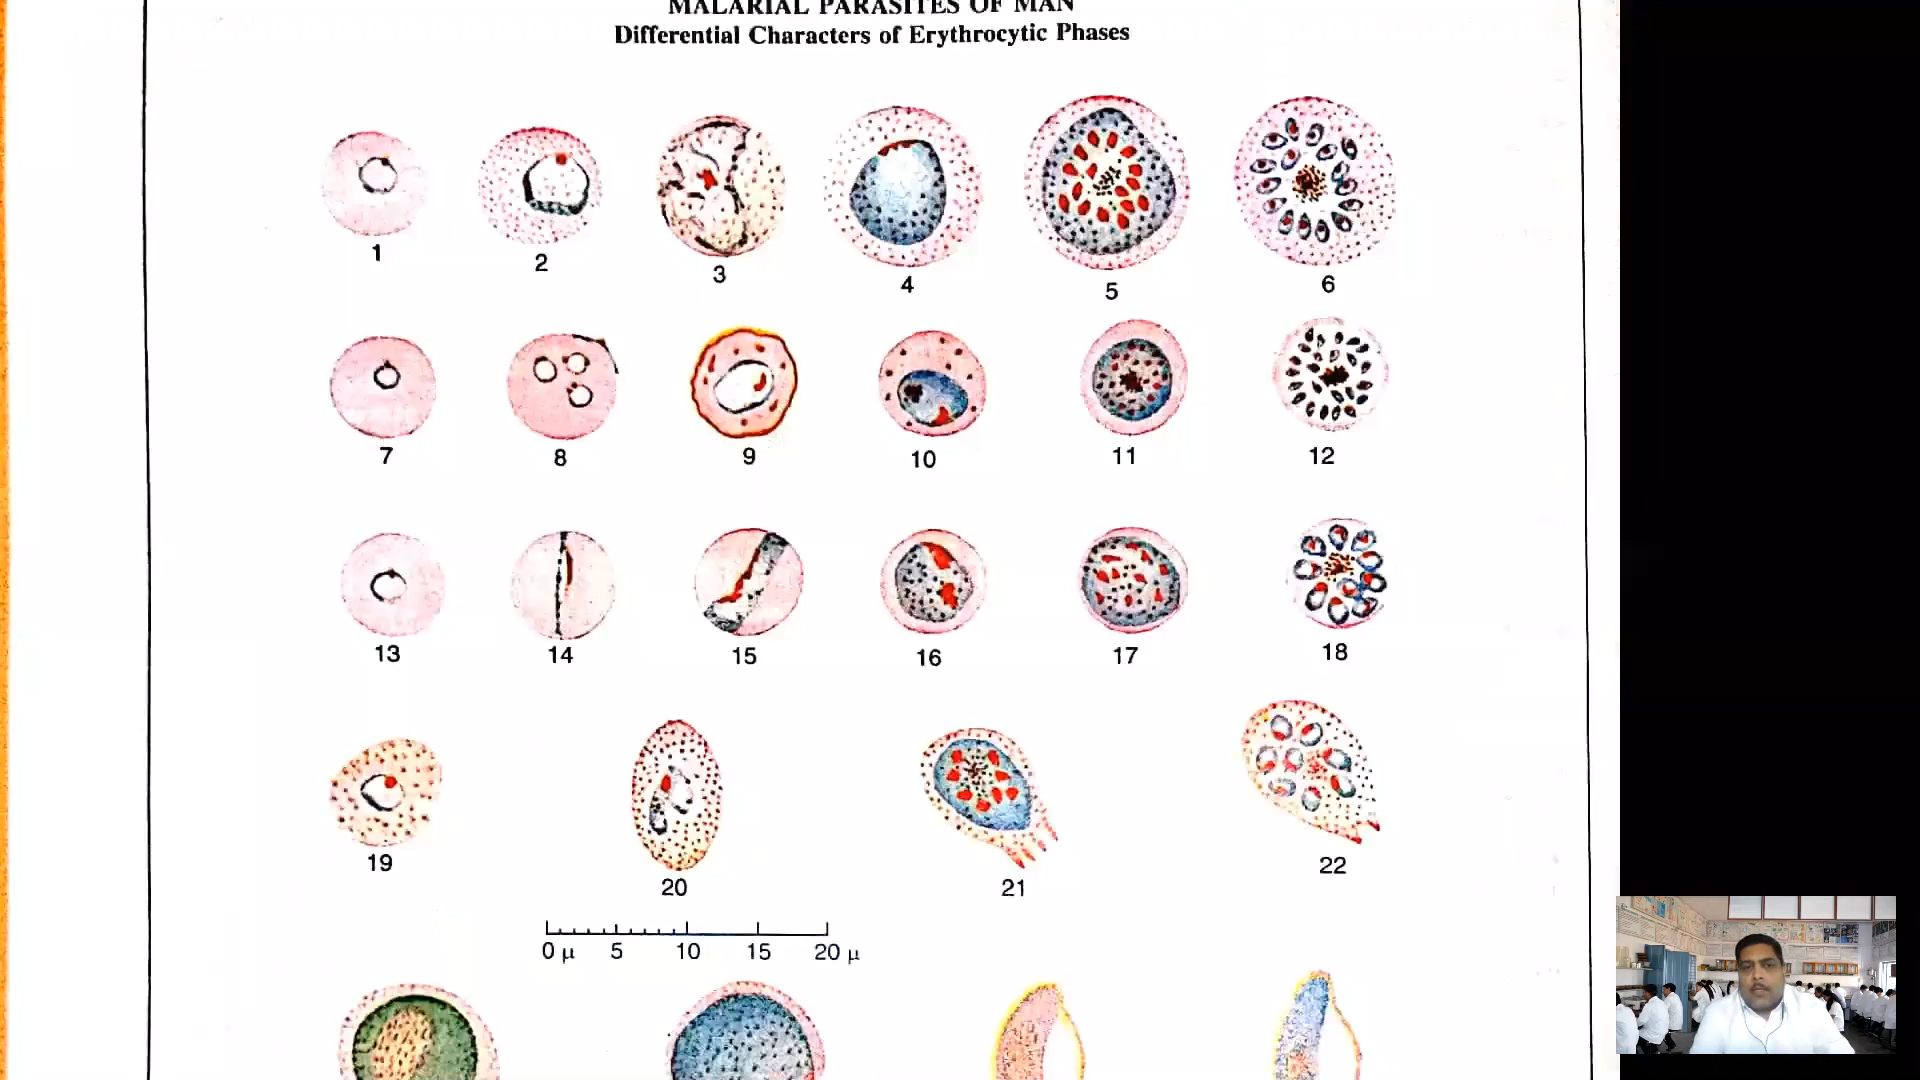 MALARIAL PARASITES OF MAN
Differential Characters of Erythrocytic Phases
1 2 3 4 5 6
7 8 9 10 11 12
13 14 15 16 17 18
19 20 21 22
0 μ 5 10 15 20 μ